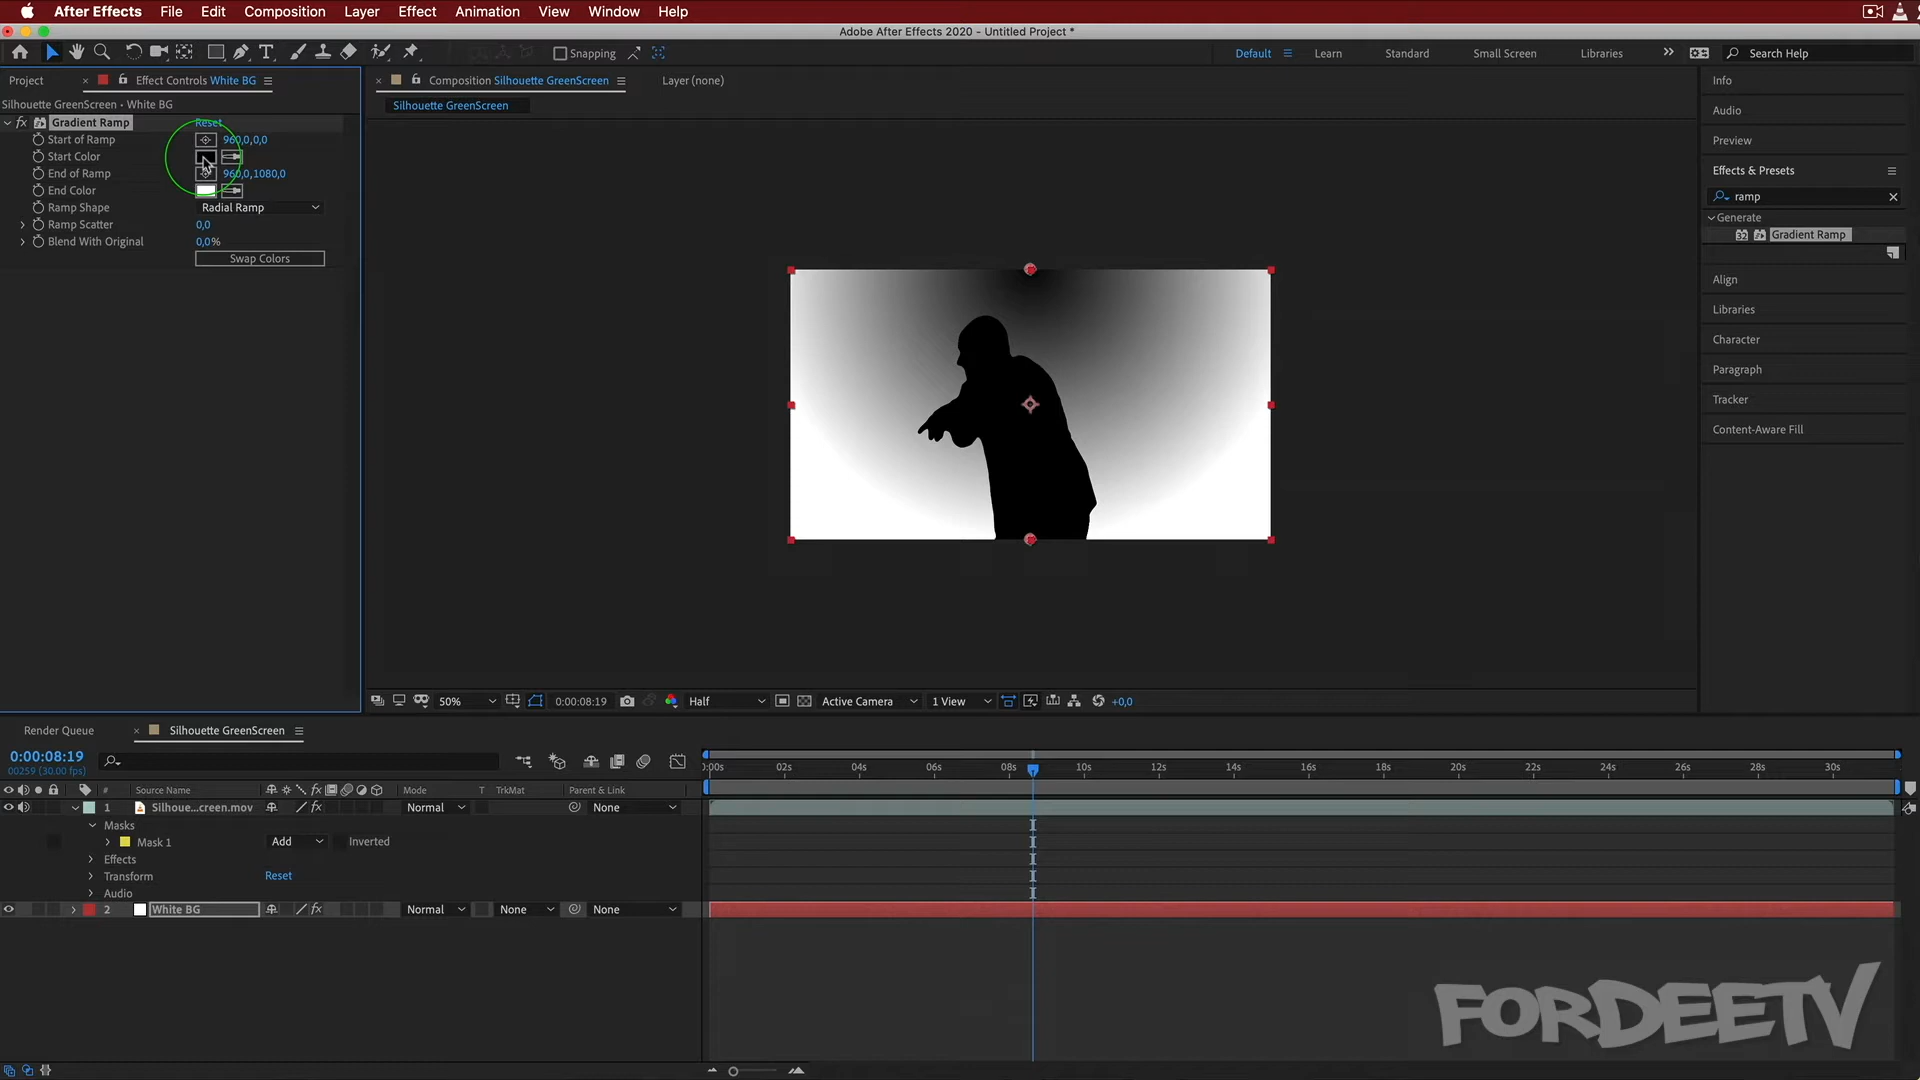 After Effects File Edit Composition Layer Effect Animation View Window Help
Adobe After Effects 2020 - Untitled Project *
Snapping Default Learn Standard Small Screen Libraries Search Help
Project Effect Controls White BG
Silhouette GreenScreen • White BG
fx Gradient Ramp Reset
Start of Ramp 960,0,0,0
Start Color
End of Ramp 960,0,1080,0
End Color
Ramp Shape Radial Ramp
Ramp Scatter 0,0
Blend With Original 0,0%
Swap Colors
Composition Silhouette GreenScreen Layer (none)
Silhouette GreenScreen
Info
Audio
Preview
Effects & Presets
ramp
Generate
32 Gradient Ramp
Align
Libraries
Character
Paragraph
Tracker
Content-Aware Fill
50% 0:00:08:19 Half Active Camera 1 View +0,0
Render Queue Silhouette GreenScreen
0:00:08:19
00259 (30.00 fps)
:00s 02s 04s 06s 08s 10s 12s 14s 16s 18s 20s 22s 24s 26s 28s 30s
# Source Name fx Mode T TrkMat Parent & Link
1 Silhoue...creen.mov fx Normal None
Masks
Mask 1 Add Inverted
Effects
Transform Reset
Audio
2 White BG fx Normal None None
FORDEETV